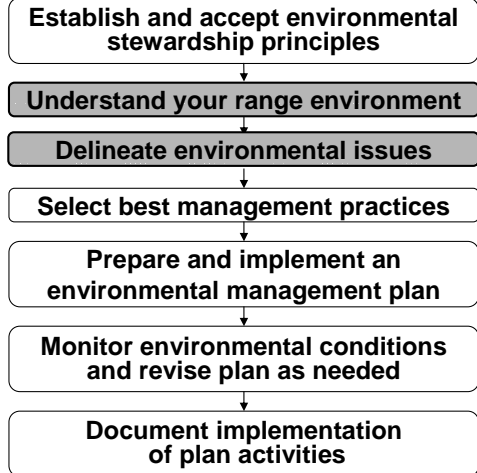 Establish and accept environmental
stewardship principles
Understand your range environment
Delineate environmental issues
Select best management practices
Prepare and implement an
environmental management plan
Monitor environmental conditions
and revise plan as needed
Document implementation
of plan activities